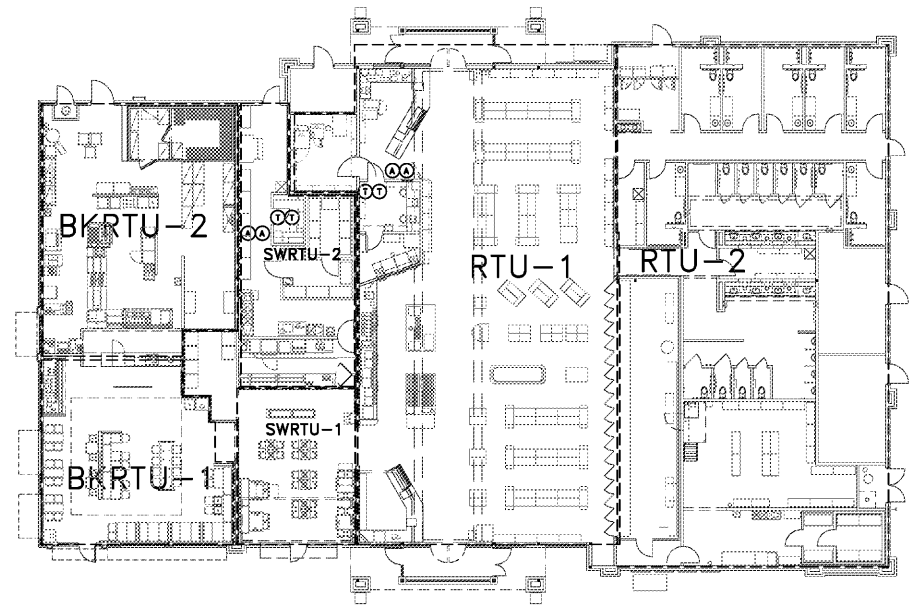 A A
T T
BKRTU-2
T T
A A
SWRTU-2
RTU-1
RTU-2
SWRTU-1
BKRTU-1